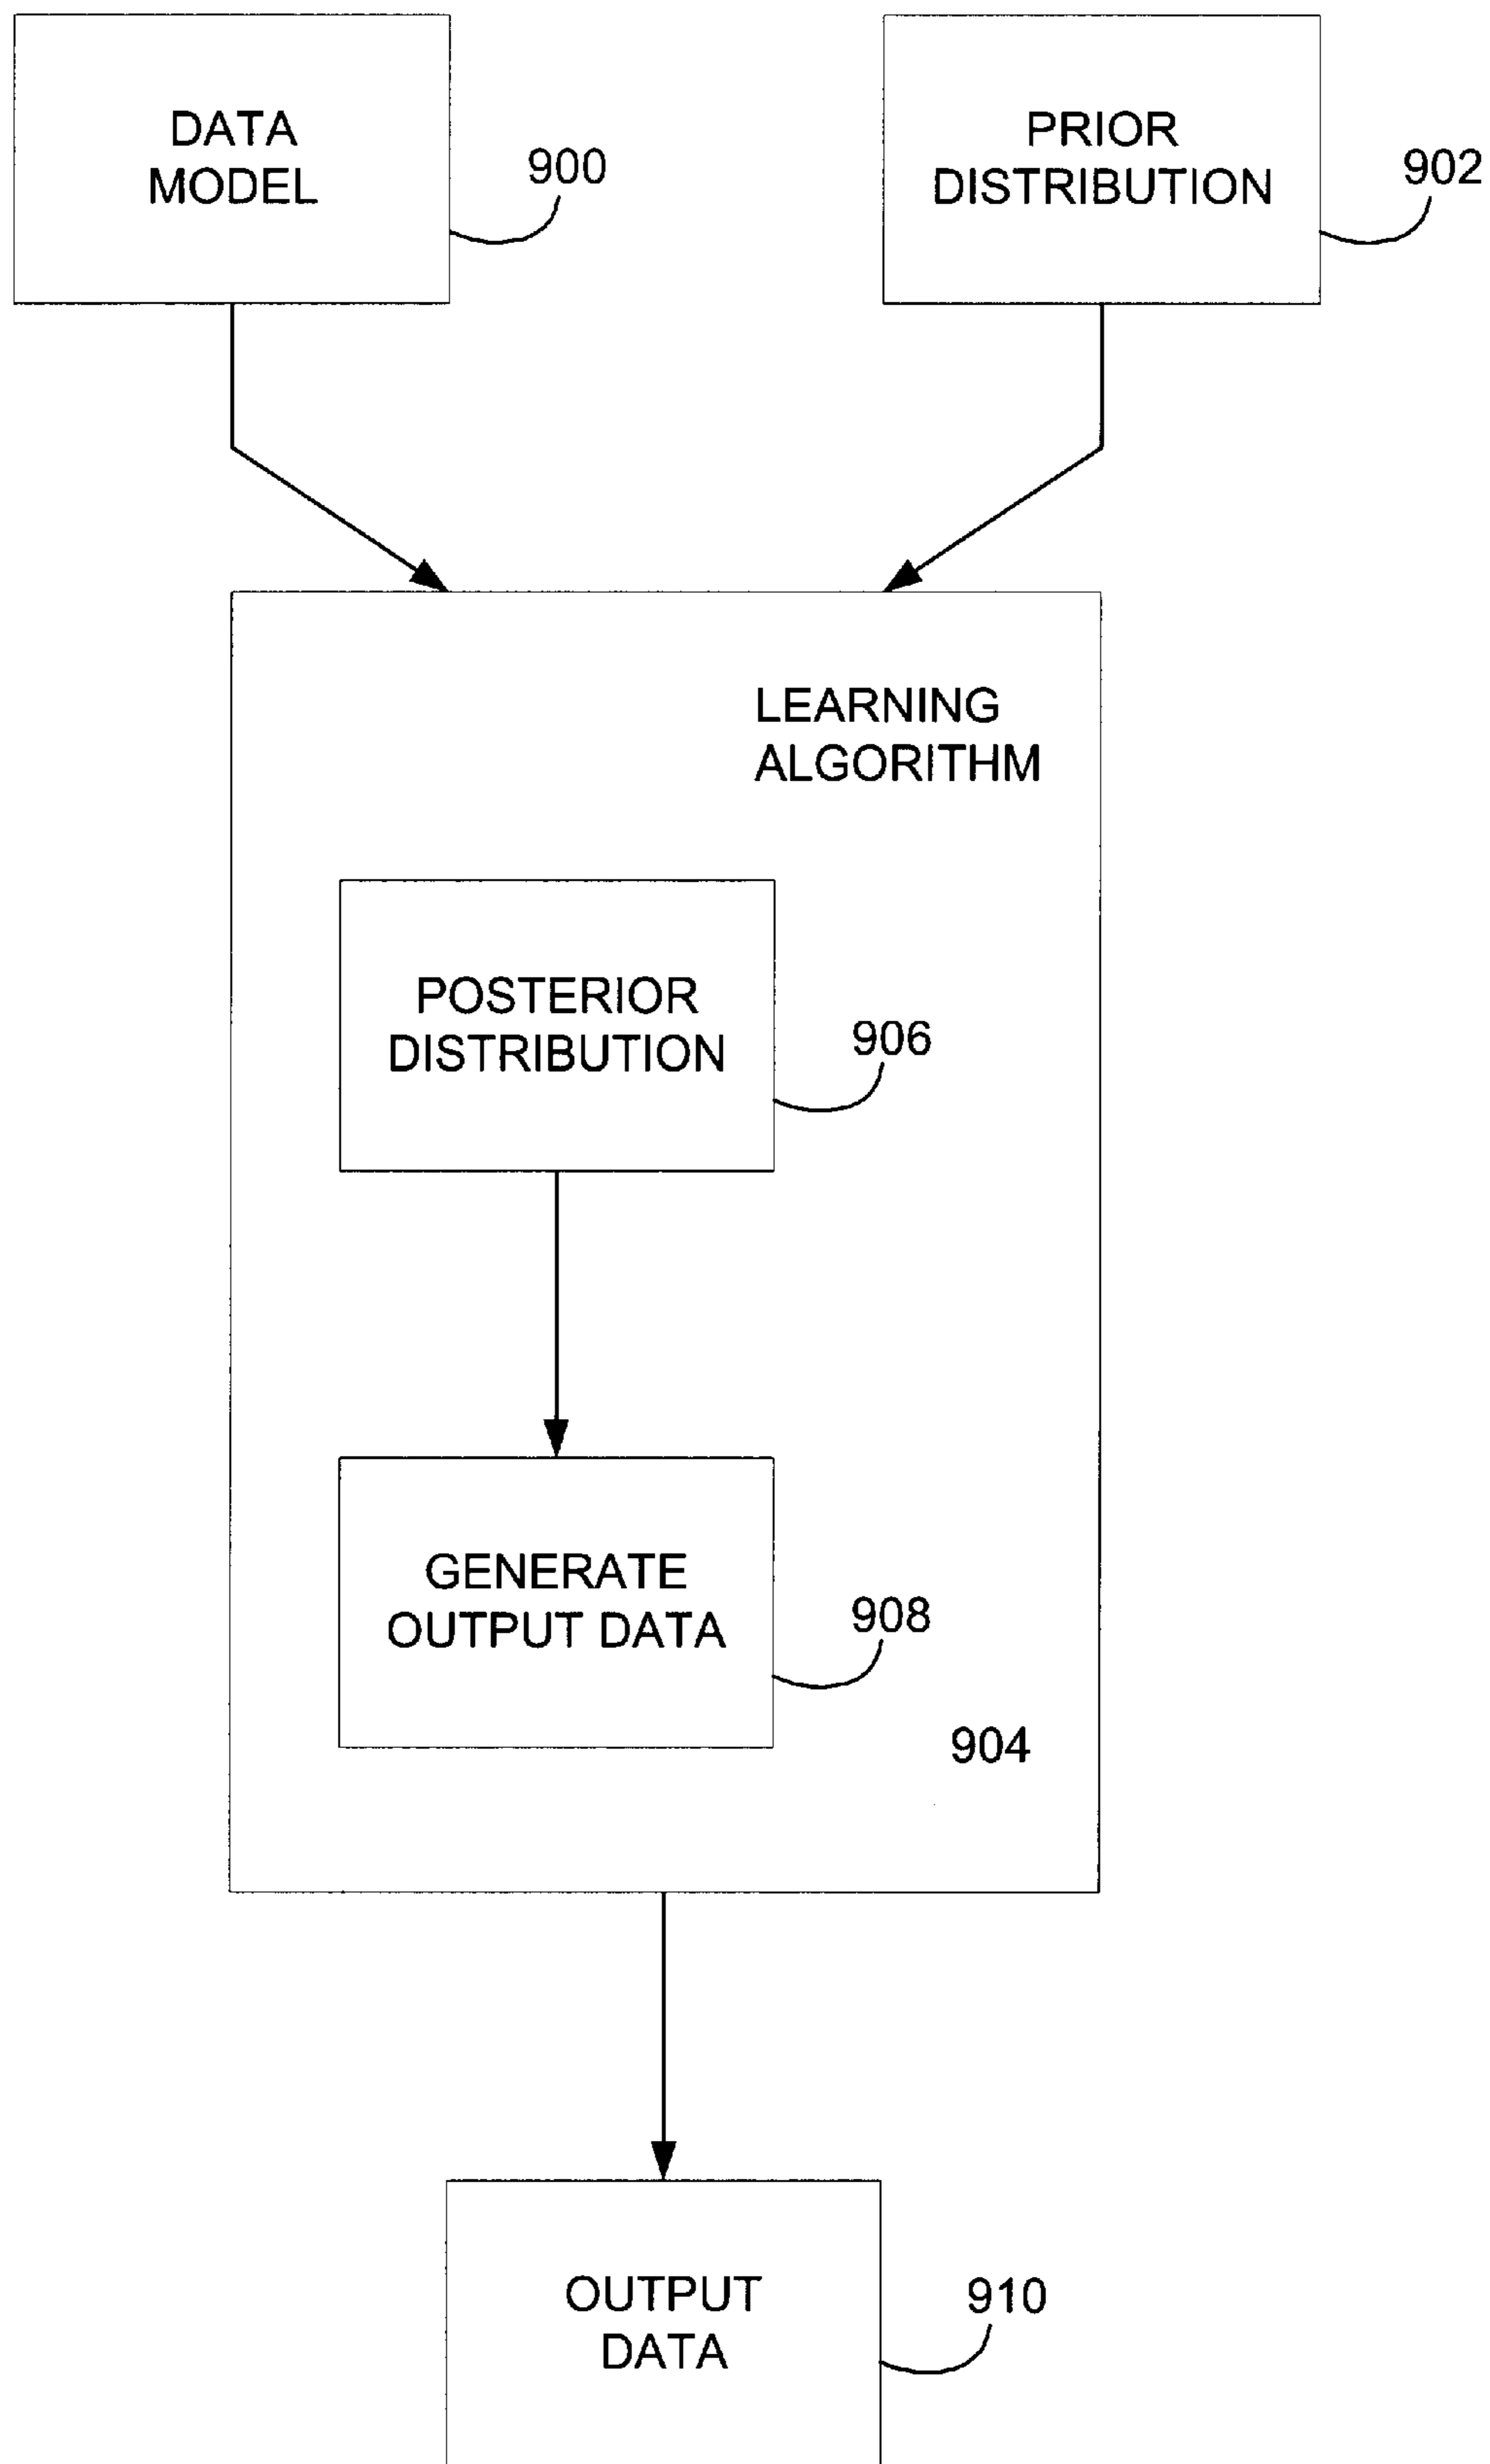 DATA
MODEL
900
PRIOR
DISTRIBUTION
902
LEARNING
ALGORITHM
POSTERIOR
DISTRIBUTION
906
GENERATE
OUTPUT DATA
908
904
OUTPUT
DATA
910